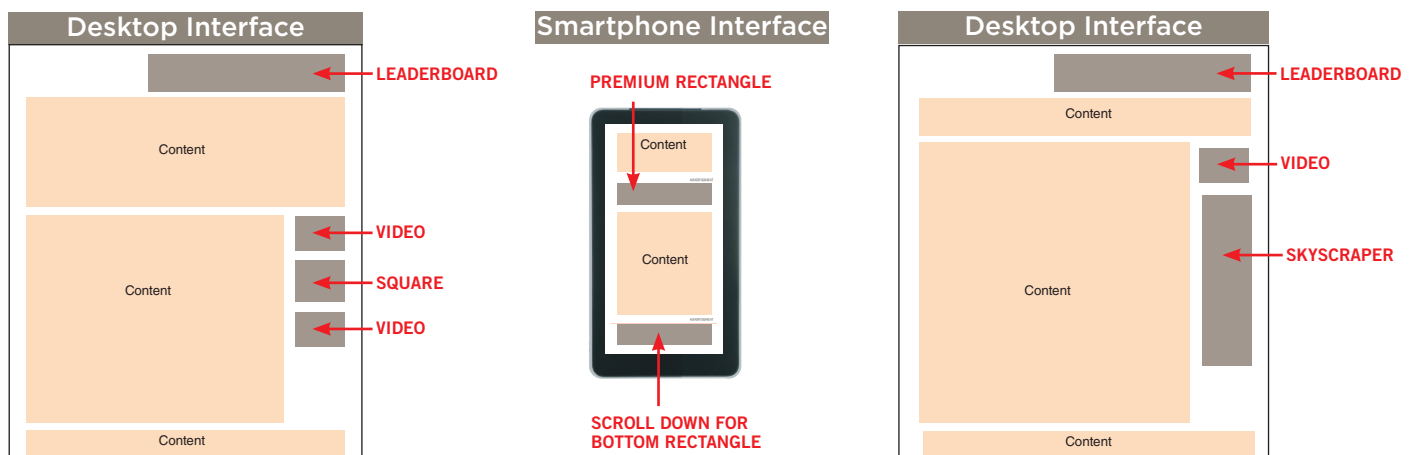 Desktop Interface
LEADERBOARD
Content
VIDEO
Content
SQUARE
VIDEO
Content
Smartphone Interface
PREMIUM RECTANGLE
Content
Content
SCROLL DOWN FOR
BOTTOM RECTANGLE
Desktop Interface
LEADERBOARD
Content
VIDEO
SKYSCRAPER
Content
Content